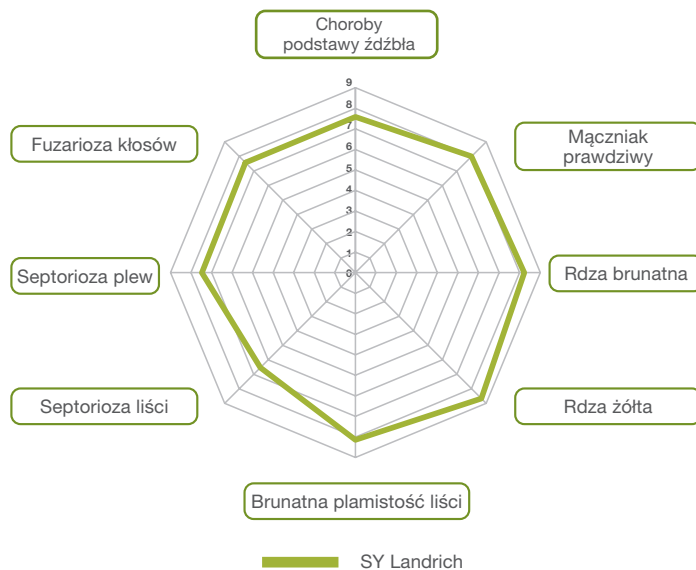 Choroby
podstawy źdźbła
Fuzarioza kłosów
Mączniak
prawdziwy
9
8
7
6
5
4
3
2
1
0
Septorioza plew
Rdza brunatna
Septorioza liści
Rdza żółta
Brunatna plamistość liści
SY Landrich